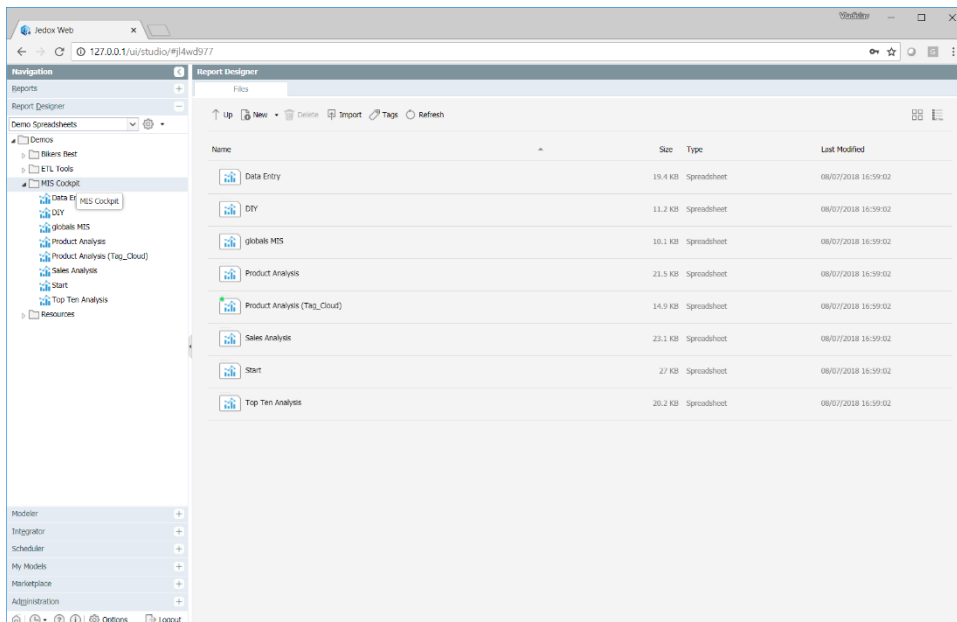 Jedox Web
127.0.0.1/ui/studio/#jl4wd977
Navigation
Reports
Report Designer
Demo Spreadsheets
Demos
Bikers Best
ETL Tools
MIS Cockpit
Data En
MIS Cockpit
DIY
globals MIS
Product Analysis
Product Analysis (Tag_Cloud)
Sales Analysis
Start
Top Ten Analysis
Resources
Modeler
Integrator
Scheduler
My Models
Marketplace
Administration
Options Logout
Report Designer
Files
Up New Delete Import Tags Refresh
Name Size Type Last Modified
Data Entry 19.4 KB Spreadsheet 08/07/2018 16:59:02
DIY 11.2 KB Spreadsheet 08/07/2018 16:59:02
globals MIS 10.1 KB Spreadsheet 08/07/2018 16:59:02
Product Analysis 21.5 KB Spreadsheet 08/07/2018 16:59:02
Product Analysis (Tag_Cloud) 14.9 KB Spreadsheet 08/07/2018 16:59:02
Sales Analysis 23.1 KB Spreadsheet 08/07/2018 16:59:02
Start 27 KB Spreadsheet 08/07/2018 16:59:02
Top Ten Analysis 20.2 KB Spreadsheet 08/07/2018 16:59:02